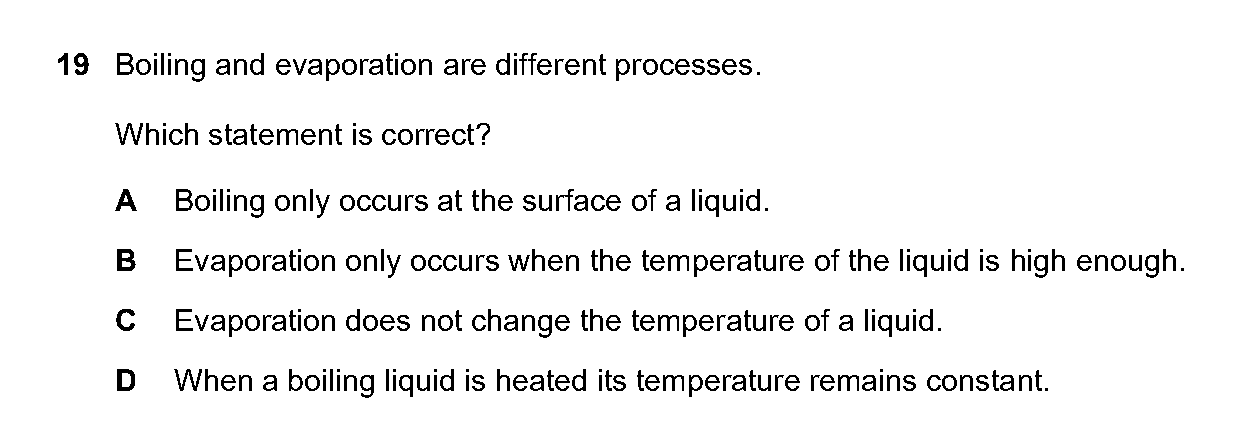 19 Boiling and evaporation are different processes.
Which statement is correct?
A Boiling only occurs at the surface of a liquid.
B Evaporation only occurs when the temperature of the liquid is high enough.
C Evaporation does not change the temperature of a liquid.
D When a boiling liquid is heated its temperature remains constant.